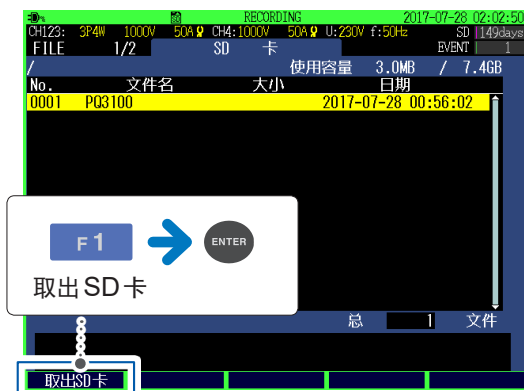 RECORDING 2017-07-28 02:02:50
CH123: 3P4W 1000V 50A CH4:1000V 50A U:230V f:50Hz SD 149days
FILE 1/2 SD 卡 EVENT 1
/ 使用容量 3.0MB / 7.4GB
No. 文件名 大小 日期
0001 PQ3100 2017-07-28 00:56:02
F1 ENTER
取出SD卡
总 1 文件
取出SD卡